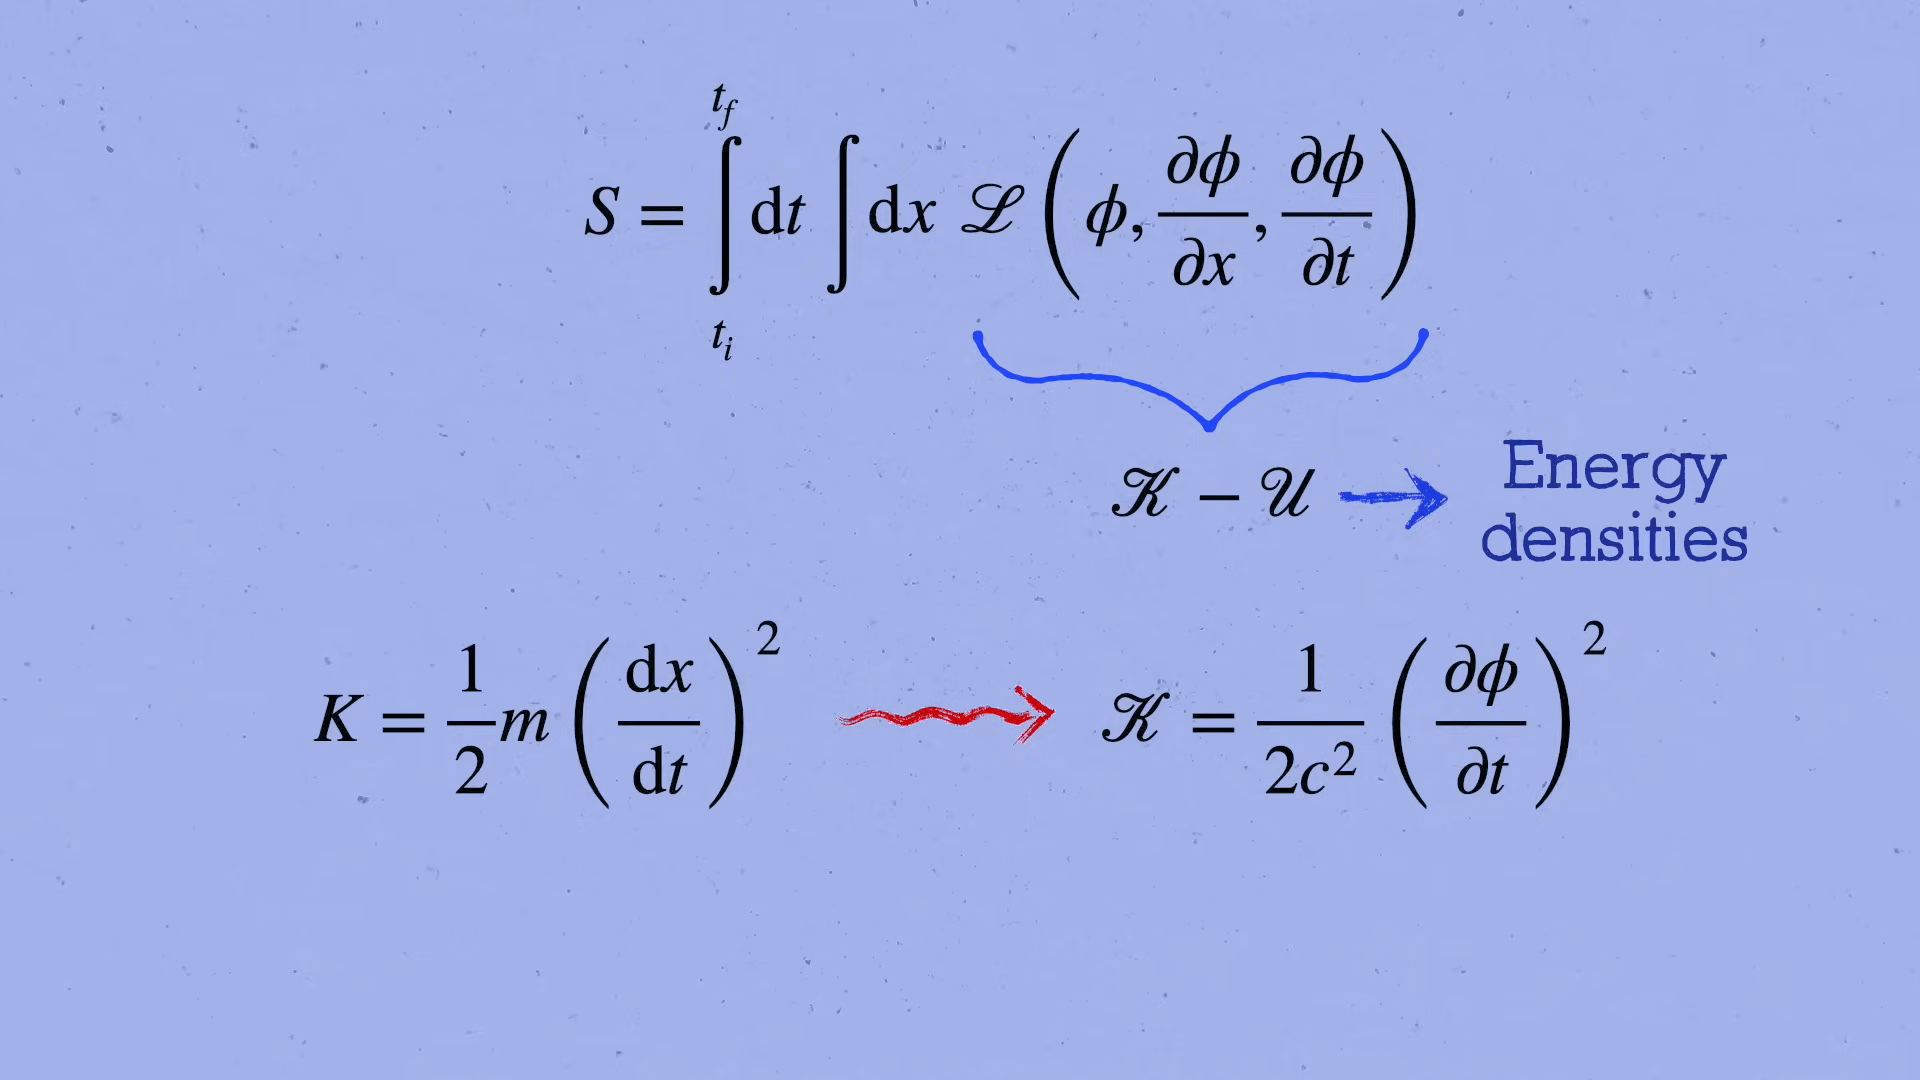 S = ∫_{t_i}^{t_f} dt ∫ dx ℒ (ϕ, ∂ϕ/∂x, ∂ϕ/∂t)
𝒦 − 𝒰
Energy
densities
K = 1/2 m (dx/dt)^2
𝒦 = 1/(2c^2) (∂ϕ/∂t)^2